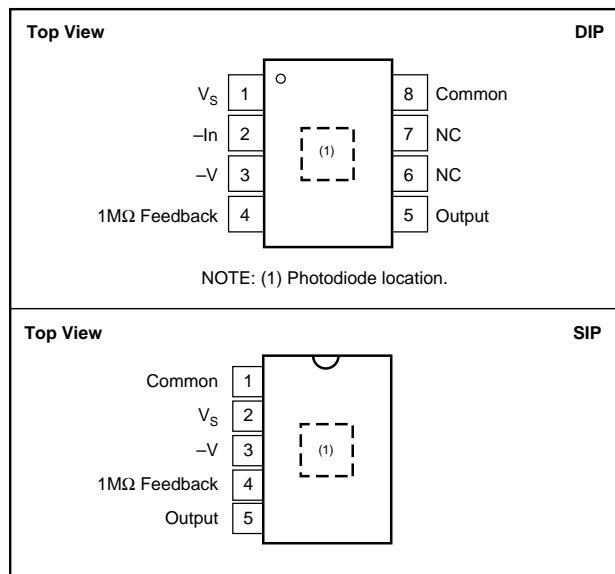 Top View DIP
V_S 1 8 Common
–In 2 (1) 7 NC
–V 3 6 NC
1MΩ Feedback 4 5 Output
NOTE: (1) Photodiode location.
Top View SIP
Common 1
V_S 2
–V 3 (1)
1MΩ Feedback 4
Output 5